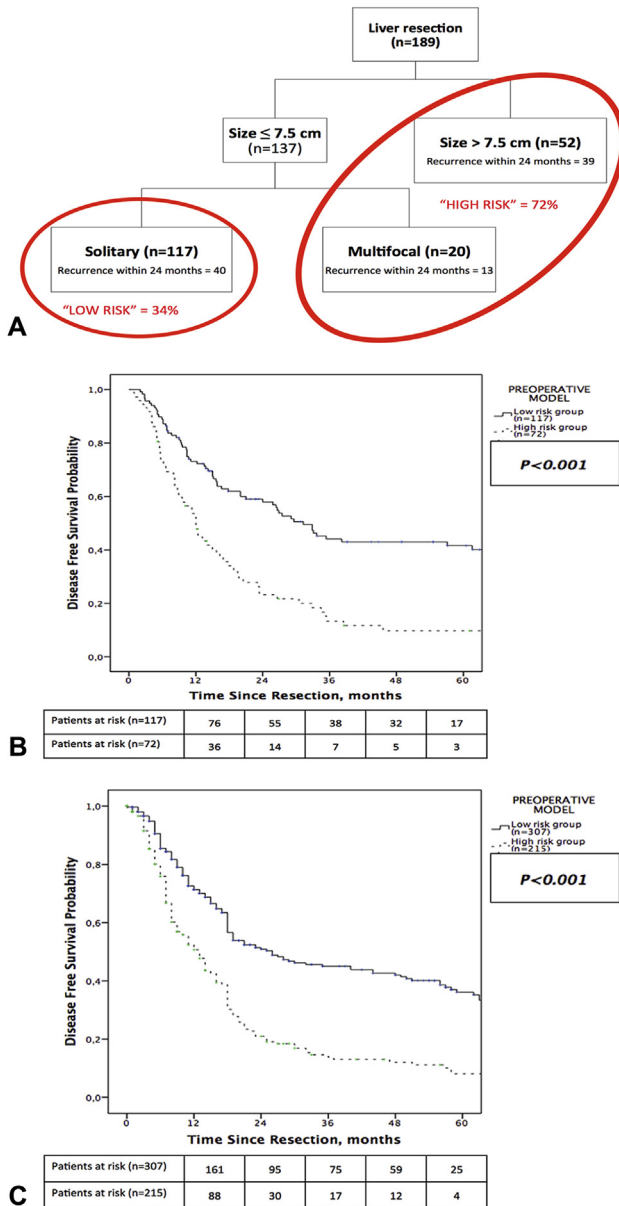 Liver resection
(n=189)
Size ≤ 7.5 cm
(n=137)
Size > 7.5 cm (n=52)
Recurrence within 24 months = 39
"HIGH RISK" = 72%
Solitary (n=117)
Recurrence within 24 months = 40
Multifocal (n=20)
Recurrence within 24 months = 13
"LOW RISK" = 34%
A
PREOPERATIVE
MODEL
Low risk group
(n=117)
High risk group
(n=72)
P<0.001
Disease Free Survival Probability
1,0
0,8
0,6
0,4
0,2
0,0
0 12 24 36 48 60
Time Since Resection, months
Patients at risk (n=117) 76 55 38 32 17
Patients at risk (n=72) 36 14 7 5 3
B
PREOPERATIVE
MODEL
Low risk group
(n=307)
High risk group
(n=215)
P<0.001
Disease Free Survival Probability
1,0
0,8
0,6
0,4
0,2
0,0
0 12 24 36 48 60
Time Since Resection, months
Patients at risk (n=307) 161 95 75 59 25
Patients at risk (n=215) 88 30 17 12 4
C